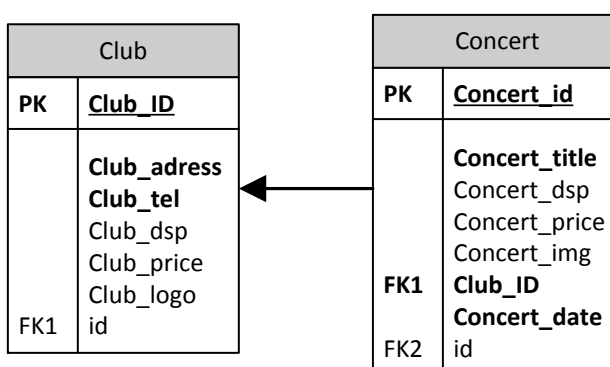 Club
PK Club_ID
Club_adress
Club_tel
Club_dsp
Club_price
Club_logo
FK1 id
Concert
PK Concert_id
Concert_title
Concert_dsp
Concert_price
Concert_img
FK1 Club_ID
Concert_date
FK2 id